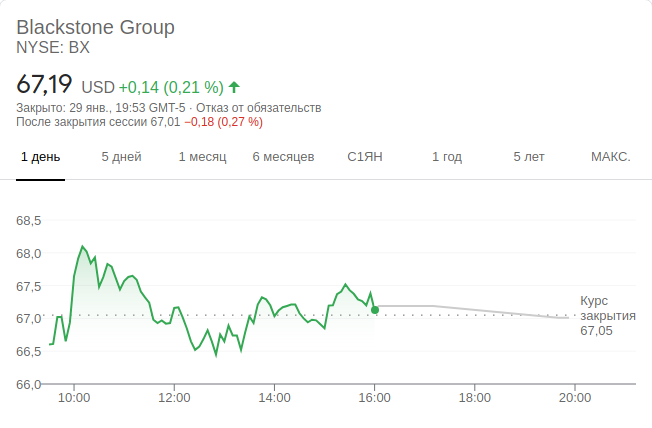 Blackstone Group
NYSE: BX
67,19 USD +0,14 (0,21 %)
Закрыто: 29 янв., 19:53 GMT-5 · Отказ от обязательств
После закрытия сессии 67,01 −0,18 (0,27 %)
1 день 5 дней 1 месяц 6 месяцев С1ЯН 1 год 5 лет МАКС.
68,5
68,0
67,5
67,0
66,5
66,0
Курс
закрытия
67,05
10:00 12:00 14:00 16:00 18:00 20:00